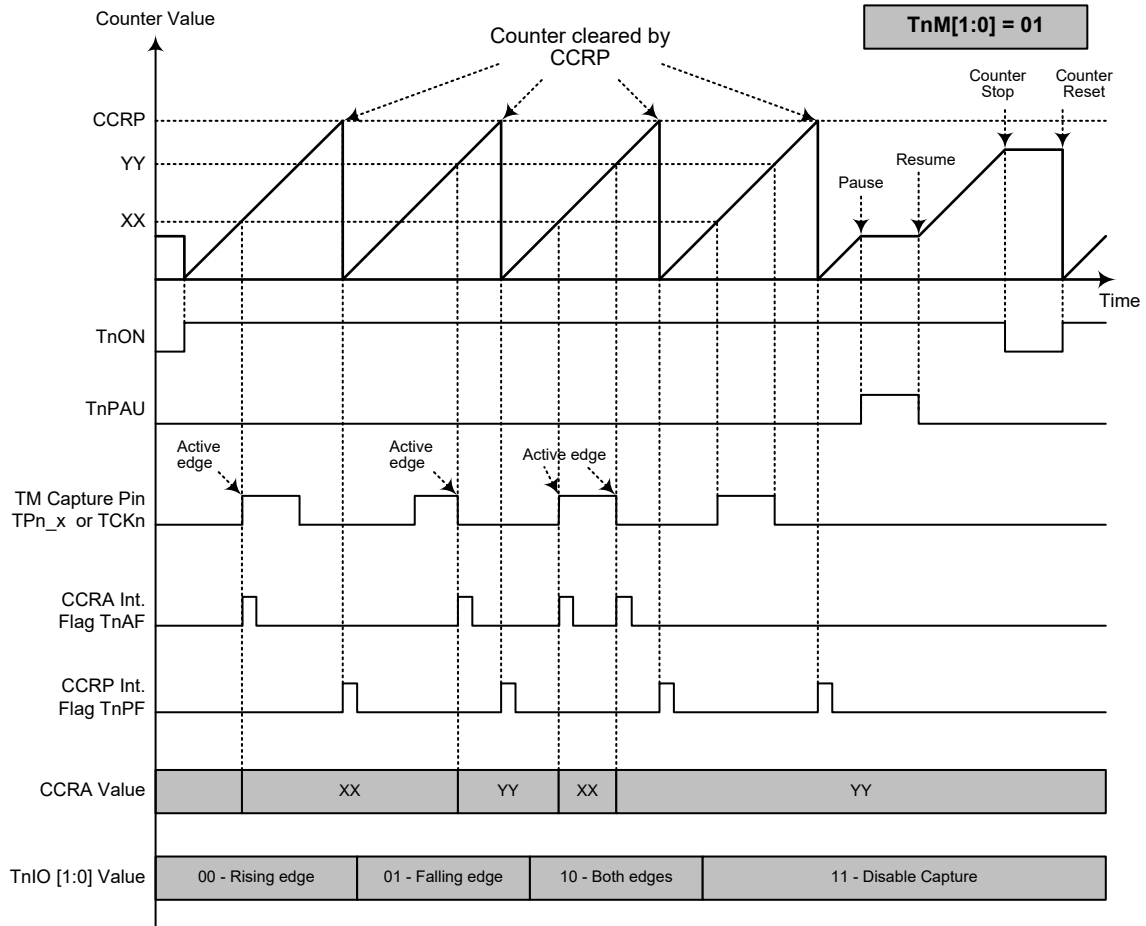 Counter Value
TnM[1:0] = 01
Counter cleared by
CCRP
Counter
Stop
Counter
Reset
CCRP
YY
XX
Pause
Resume
Time
TnON
TnPAU
Active
edge
Active
edge
Active edge
TM Capture Pin
TPn_x or TCKn
CCRA Int.
Flag TnAF
CCRP Int.
Flag TnPF
CCRA Value
XX
YY
XX
YY
TnIO [1:0] Value
00 - Rising edge
01 - Falling edge
10 - Both edges
11 - Disable Capture